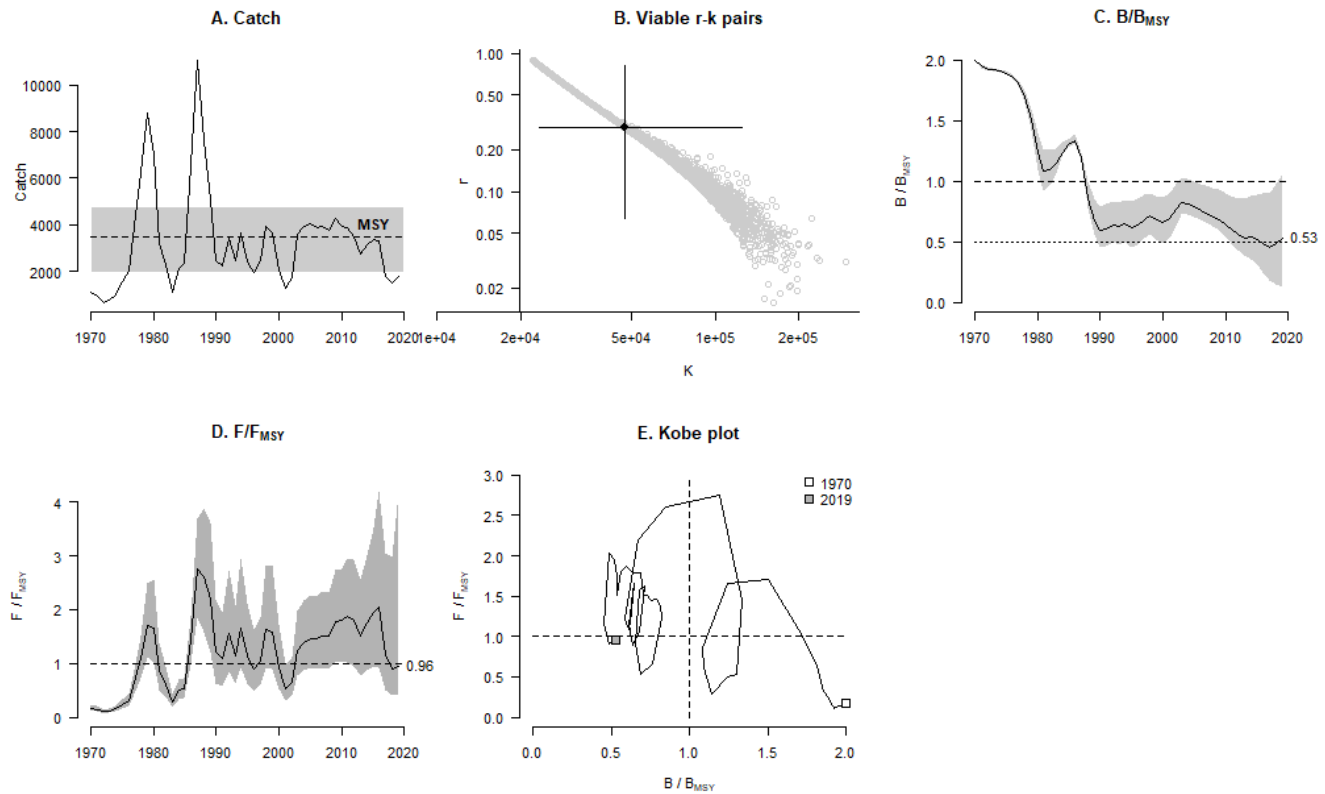 A. Catch
Catch
10000
8000
6000
4000
2000
MSY
1970 1980 1990 2000 2010 2020
B. Viable r-k pairs
r
1.00
0.50
0.20
0.10
0.05
0.02
1e+04 2e+04 5e+04 1e+05 2e+05
K
C. B/BMSY
B / BMSY
2.0
1.5
1.0
0.5
0.0
0.53
1970 1980 1990 2000 2010 2020
D. F/FMSY
F / FMSY
4
3
2
1
0
0.96
1970 1980 1990 2000 2010 2020
E. Kobe plot
F / FMSY
3.0
2.5
2.0
1.5
1.0
0.5
0.0
1970
2019
0.0 0.5 1.0 1.5 2.0
B / BMSY